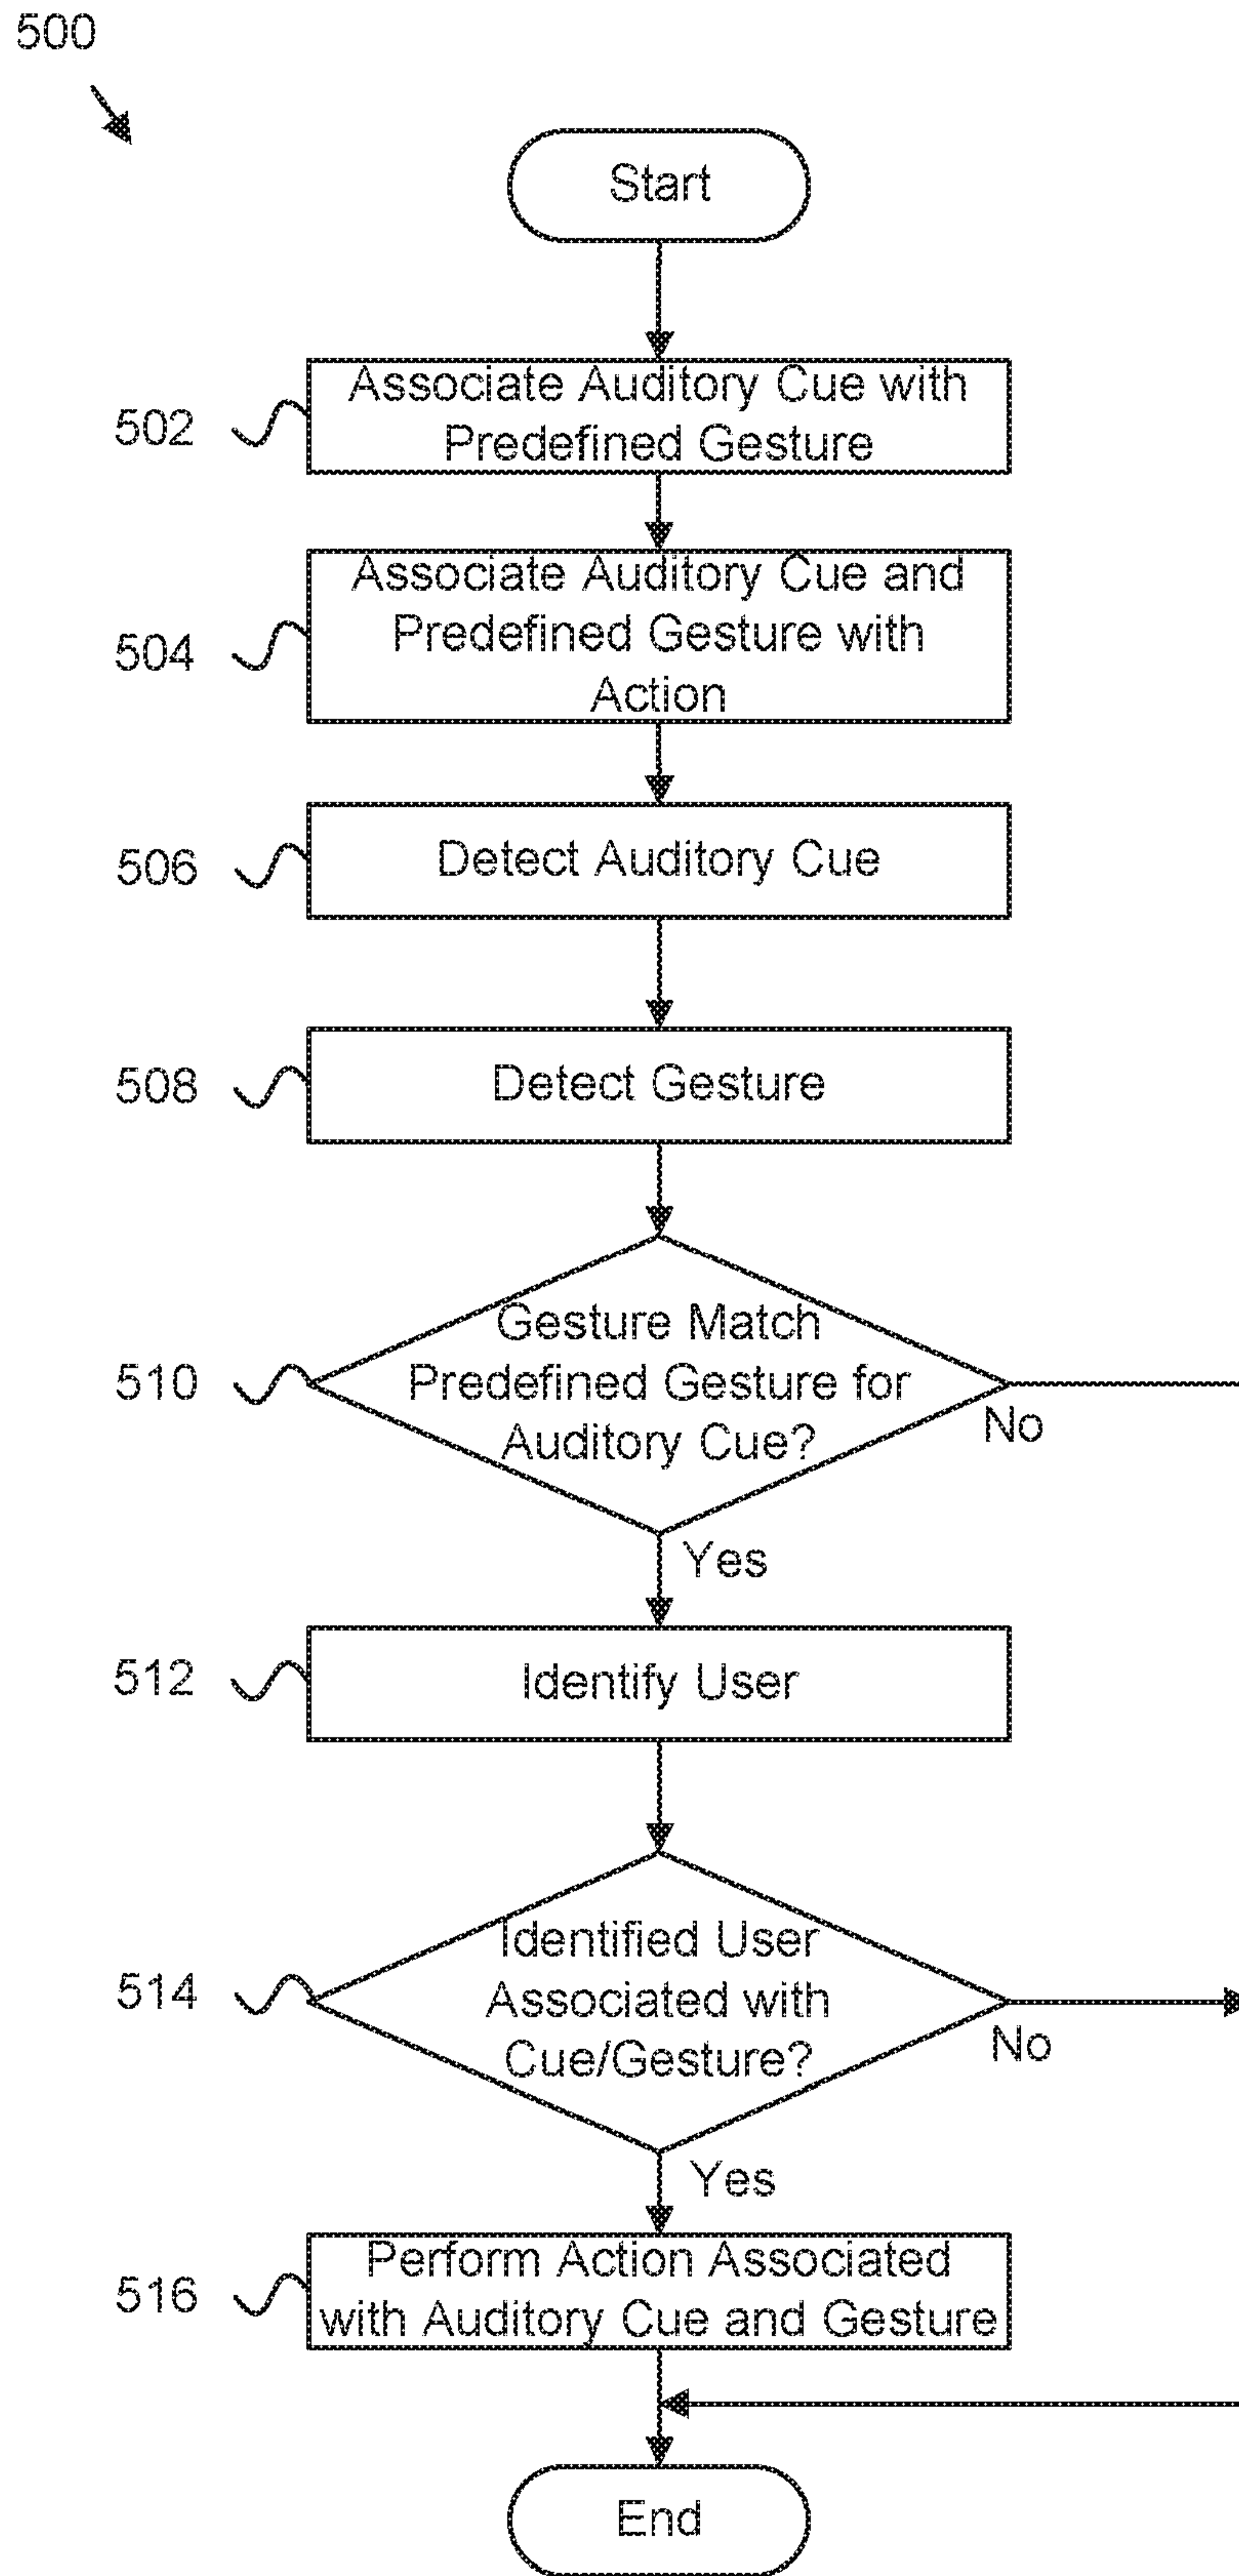 500
Start
502
Associate Auditory Cue with
Predefined Gesture
504
Associate Auditory Cue and
Predefined Gesture with
Action
506
Detect Auditory Cue
508
Detect Gesture
510
Gesture Match
Predefined Gesture for
Auditory Cue?
No
Yes
512
Identify User
514
Identified User
Associated with
Cue/Gesture?
No
Yes
516
Perform Action Associated
with Auditory Cue and Gesture
End